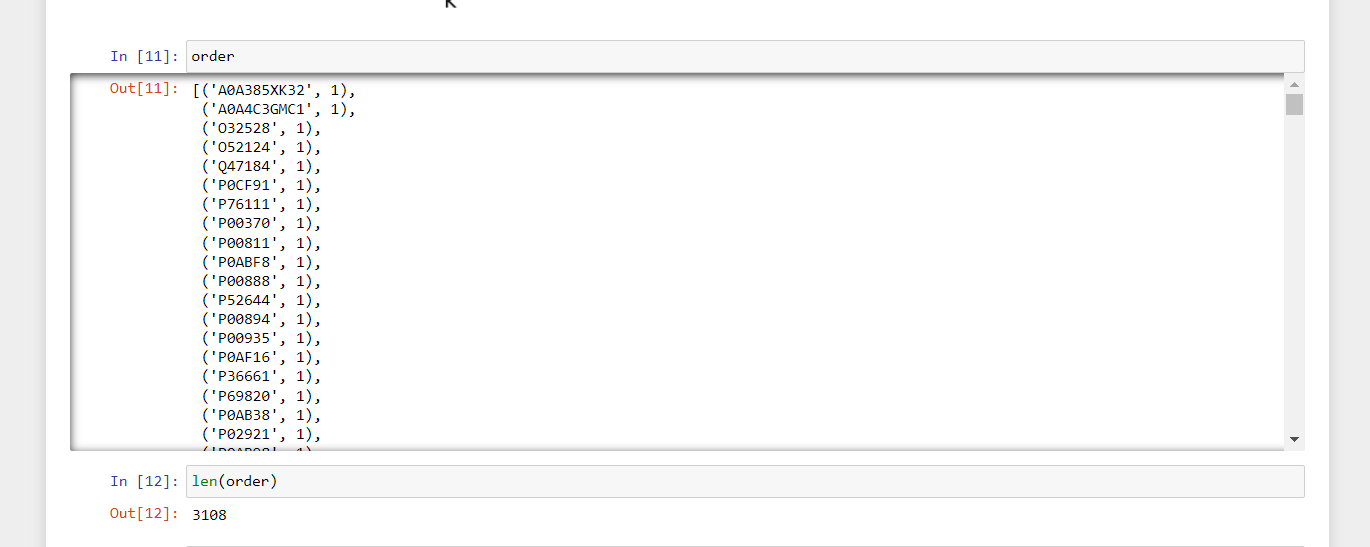 In [11]: order
Out[11]: [('A0A385XK32', 1),
('A0A4C3GMC1', 1),
('O32528', 1),
('O52124', 1),
('Q47184', 1),
('P0CF91', 1),
('P76111', 1),
('P00370', 1),
('P00811', 1),
('P0ABF8', 1),
('P00888', 1),
('P52644', 1),
('P00894', 1),
('P00935', 1),
('P0AF16', 1),
('P36661', 1),
('P69820', 1),
('P0AB38', 1),
('P02921', 1),
In [12]: len(order)
Out[12]: 3108